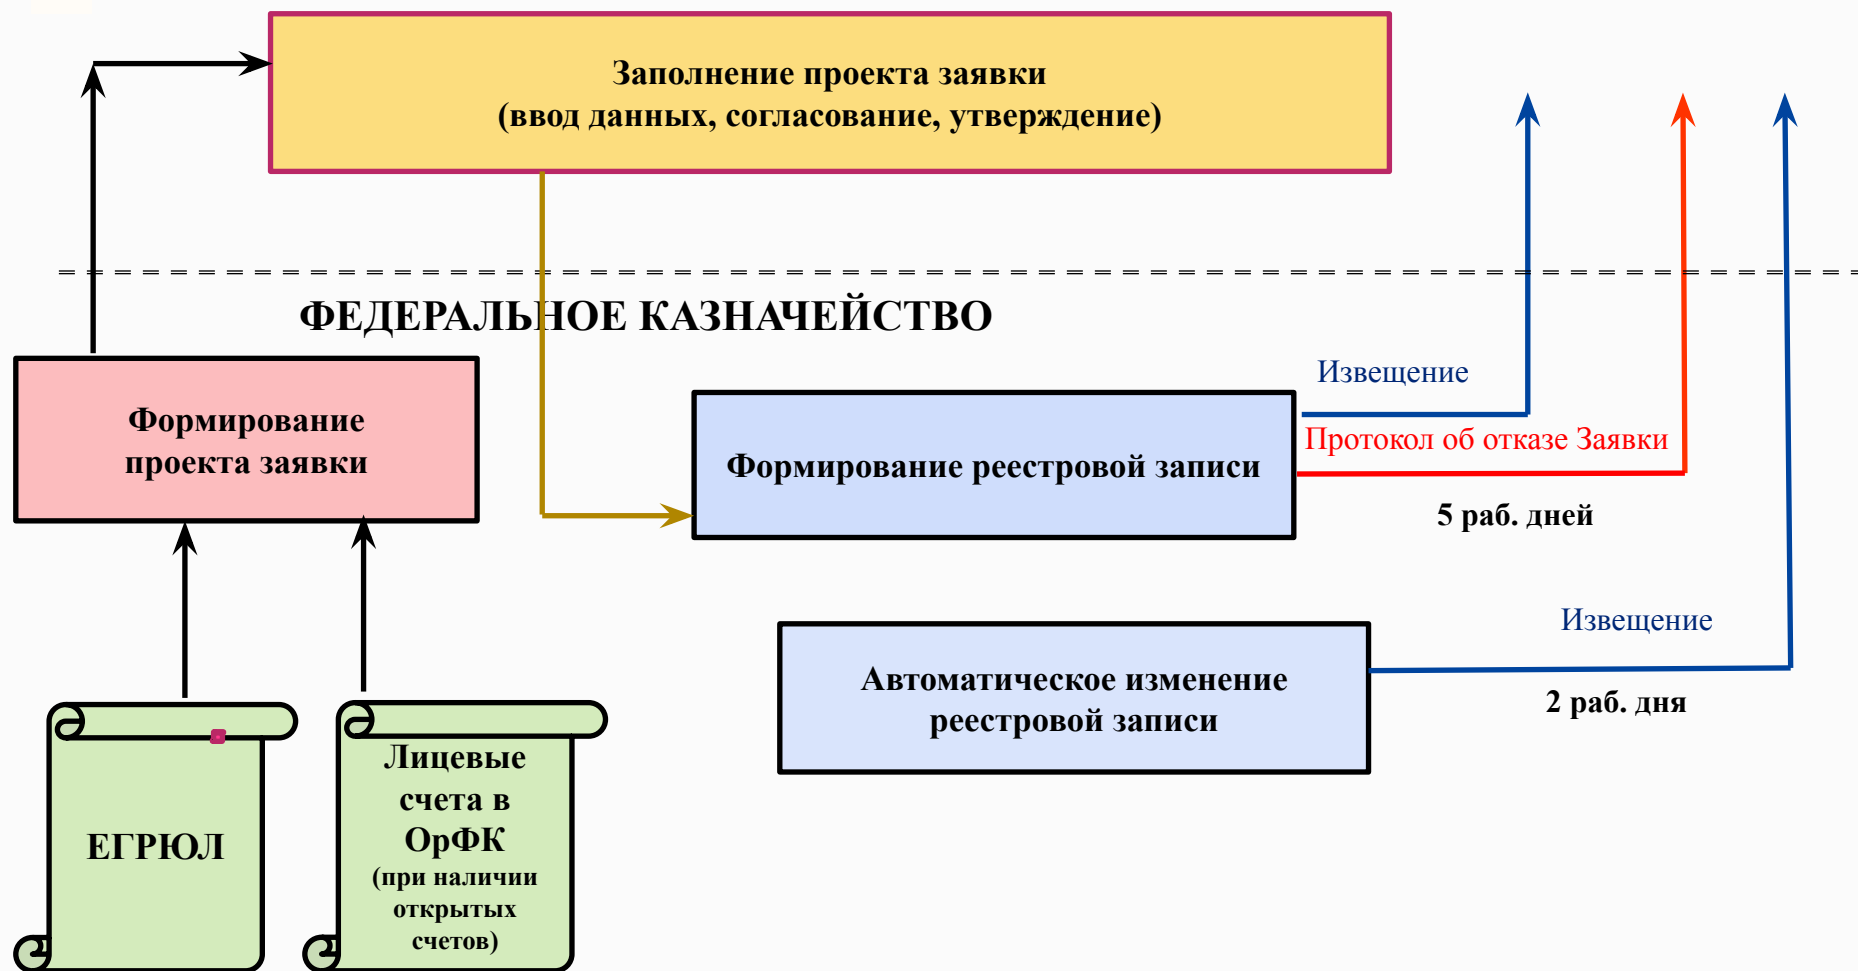 Заполнение проекта заявки
(ввод данных, согласование, утверждение)
ФЕДЕРАЛЬНОЕ КАЗНАЧЕЙСТВО
Формирование
проекта заявки
Извещение
Протокол об отказе Заявки
Формирование реестровой записи
5 раб. дней
Извещение
Автоматическое изменение
реестровой записи
2 раб. дня
ЕГРЮЛ
Лицевые
счета в
ОрФК
(при наличии
открытых
счетов)